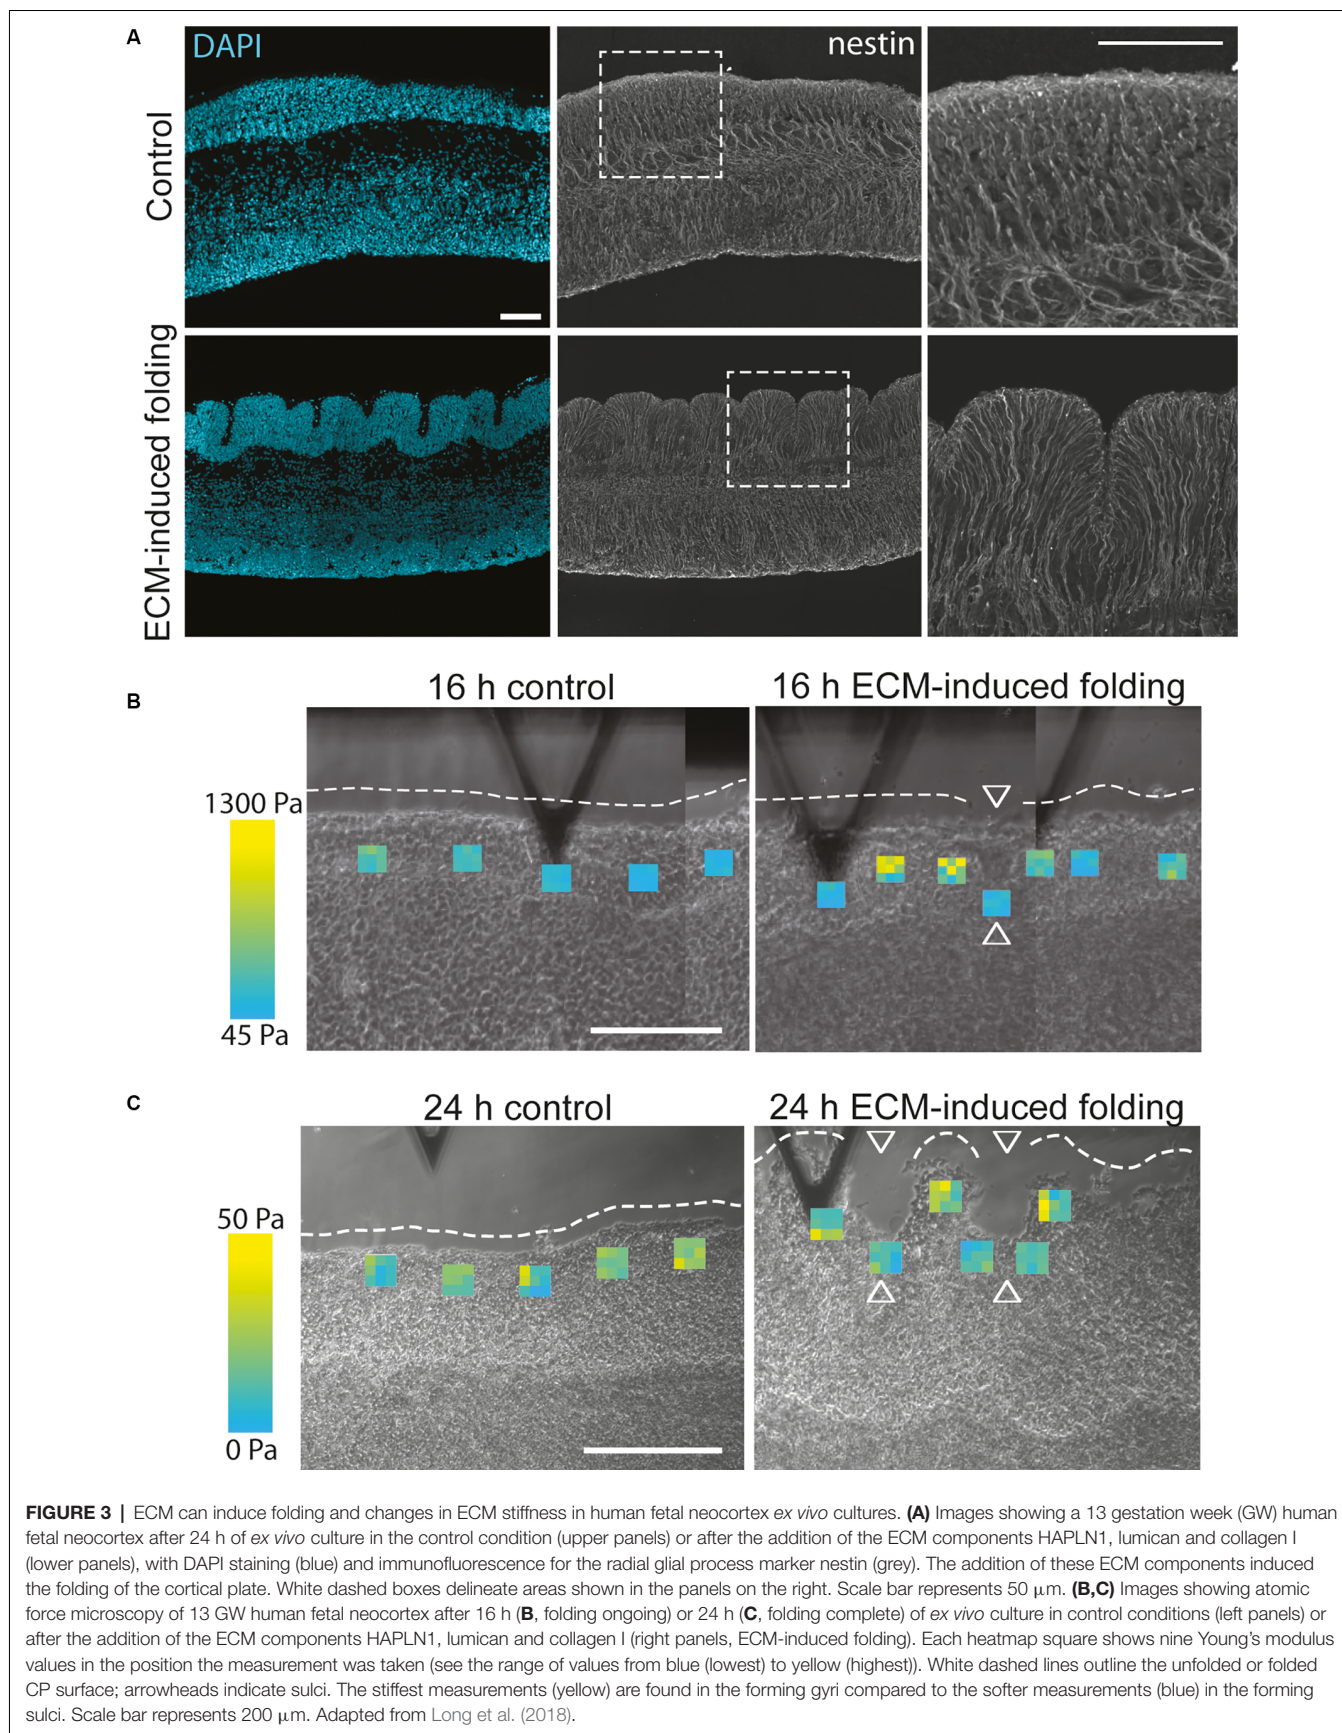 A
DAPI
nestin
Control
ECM-induced folding
B
16 h control
16 h ECM-induced folding
1300 Pa
45 Pa
C
24 h control
24 h ECM-induced folding
50 Pa
0 Pa
FIGURE 3 | ECM can induce folding and changes in ECM stiffness in human fetal neocortex ex vivo cultures. (A) Images showing a 13 gestation week (GW) human
fetal neocortex after 24 h of ex vivo culture in the control condition (upper panels) or after the addition of the ECM components HAPLN1, lumican and collagen I
(lower panels), with DAPI staining (blue) and immunofluorescence for the radial glial process marker nestin (grey). The addition of these ECM components induced
the folding of the cortical plate. White dashed boxes delineate areas shown in the panels on the right. Scale bar represents 50 μm. (B,C) Images showing atomic
force microscopy of 13 GW human fetal neocortex after 16 h (B, folding ongoing) or 24 h (C, folding complete) of ex vivo culture in control conditions (left panels) or
after the addition of the ECM components HAPLN1, lumican and collagen I (right panels, ECM-induced folding). Each heatmap square shows nine Young's modulus
values in the position the measurement was taken (see the range of values from blue (lowest) to yellow (highest)). White dashed lines outline the unfolded or folded
CP surface; arrowheads indicate sulci. The stiffest measurements (yellow) are found in the forming gyri compared to the softer measurements (blue) in the forming
sulci. Scale bar represents 200 μm. Adapted from Long et al. (2018).